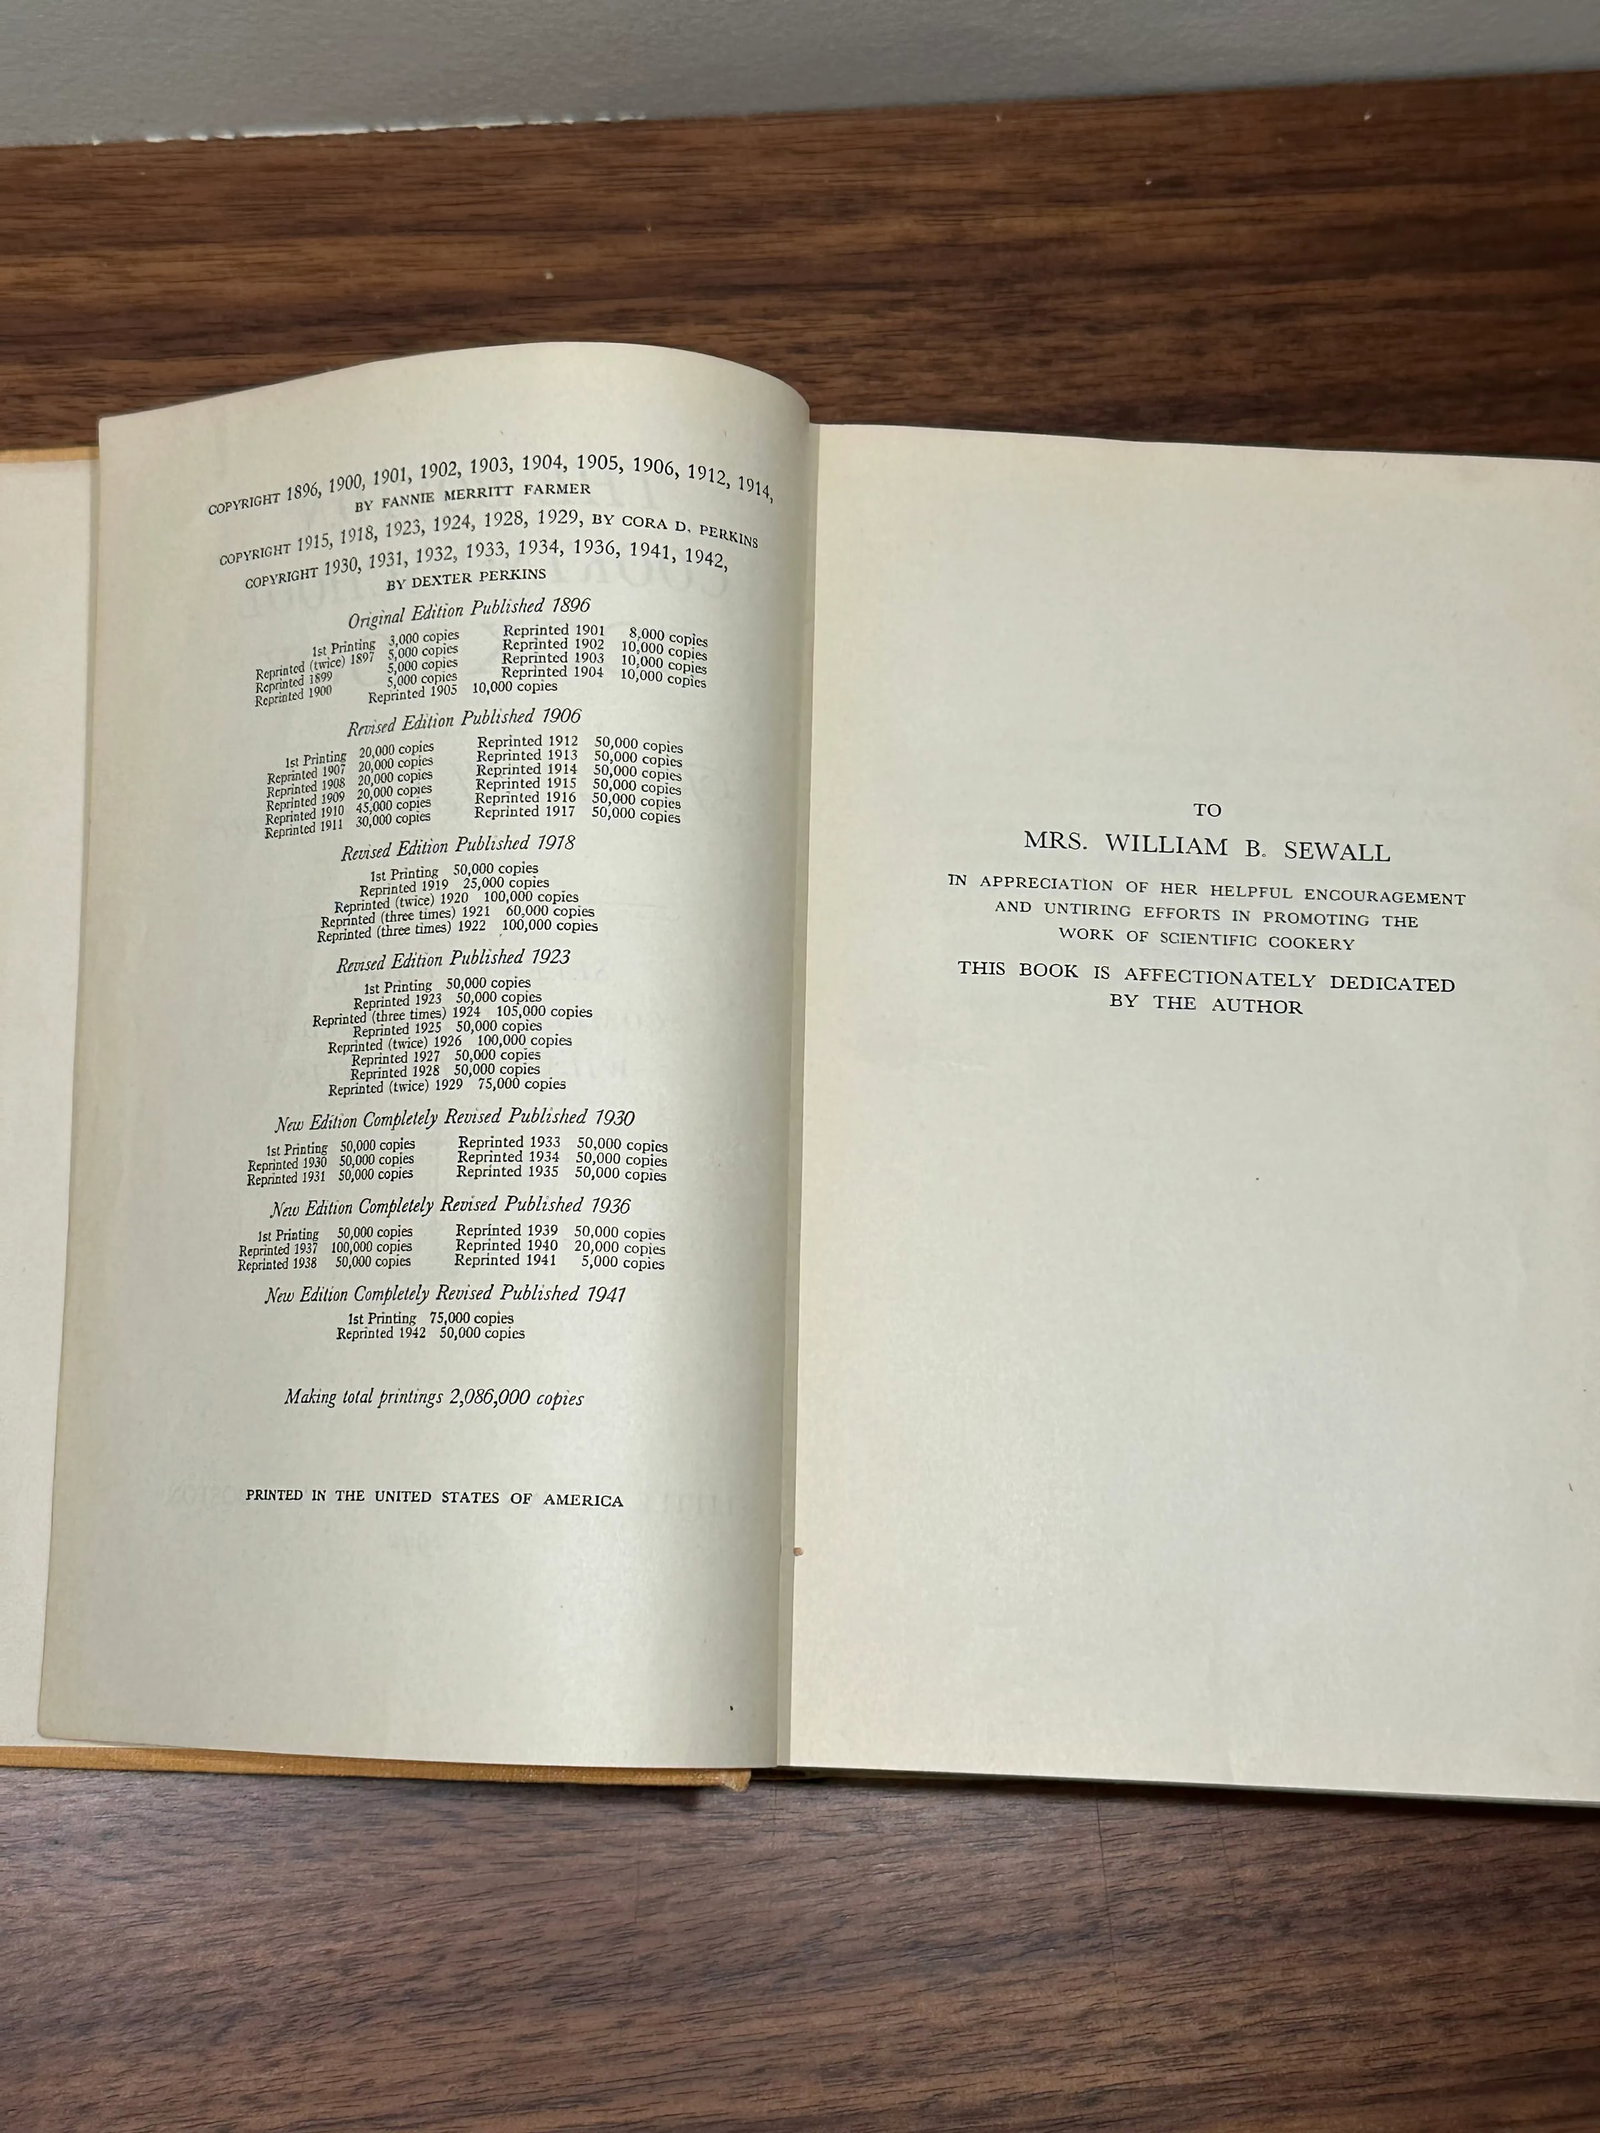 COPYRIGHT 1896, 1900, 1901, 1902, 1903, 1904, 1905, 1906, 1912, 1914,
BY FANNIE MERRITT FARMER
COPYRIGHT 1915, 1918, 1923, 1924, 1928, 1929, BY CORA D. PERKINS
COPYRIGHT 1930, 1931, 1932, 1933, 1934, 1936, 1941, 1942,
BY DEXTER PERKINS
Original Edition Published 1896
1st Printing 3,000 copies Reprinted 1901 8,000 copies
Reprinted (twice) 1897 5,000 copies Reprinted 1902 10,000 copies
Reprinted 1899 5,000 copies Reprinted 1903 10,000 copies
Reprinted 1900 5,000 copies Reprinted 1904 10,000 copies
Reprinted 1905 10,000 copies
Revised Edition Published 1906
1st Printing 20,000 copies Reprinted 1912 50,000 copies
Reprinted 1907 20,000 copies Reprinted 1913 50,000 copies
Reprinted 1908 20,000 copies Reprinted 1914 50,000 copies
Reprinted 1909 20,000 copies Reprinted 1915 50,000 copies
Reprinted 1910 45,000 copies Reprinted 1916 50,000 copies
Reprinted 1911 30,000 copies Reprinted 1917 50,000 copies
Revised Edition Published 1918
1st Printing 50,000 copies
Reprinted 1919 25,000 copies
Reprinted (twice) 1920 100,000 copies
Reprinted (three times) 1921 60,000 copies
Reprinted (three times) 1922 100,000 copies
Revised Edition Published 1923
1st Printing 50,000 copies
Reprinted 1923 50,000 copies
Reprinted (three times) 1924 105,000 copies
Reprinted 1925 50,000 copies
Reprinted (twice) 1926 100,000 copies
Reprinted 1927 50,000 copies
Reprinted 1928 50,000 copies
Reprinted (twice) 1929 75,000 copies
New Edition Completely Revised Published 1930
1st Printing 50,000 copies Reprinted 1933 50,000 copies
Reprinted 1930 50,000 copies Reprinted 1934 50,000 copies
Reprinted 1931 50,000 copies Reprinted 1935 50,000 copies
New Edition Completely Revised Published 1936
1st Printing 50,000 copies Reprinted 1939 50,000 copies
Reprinted 1937 100,000 copies Reprinted 1940 20,000 copies
Reprinted 1938 50,000 copies Reprinted 1941 5,000 copies
New Edition Completely Revised Published 1941
1st Printing 75,000 copies
Reprinted 1942 50,000 copies
Making total printings 2,086,000 copies
PRINTED IN THE UNITED STATES OF AMERICA
TO
MRS. WILLIAM B. SEWALL
IN APPRECIATION OF HER HELPFUL ENCOURAGEMENT
AND UNTIRING EFFORTS IN PROMOTING THE
WORK OF SCIENTIFIC COOKERY
THIS BOOK IS AFFECTIONATELY DEDICATED
BY THE AUTHOR